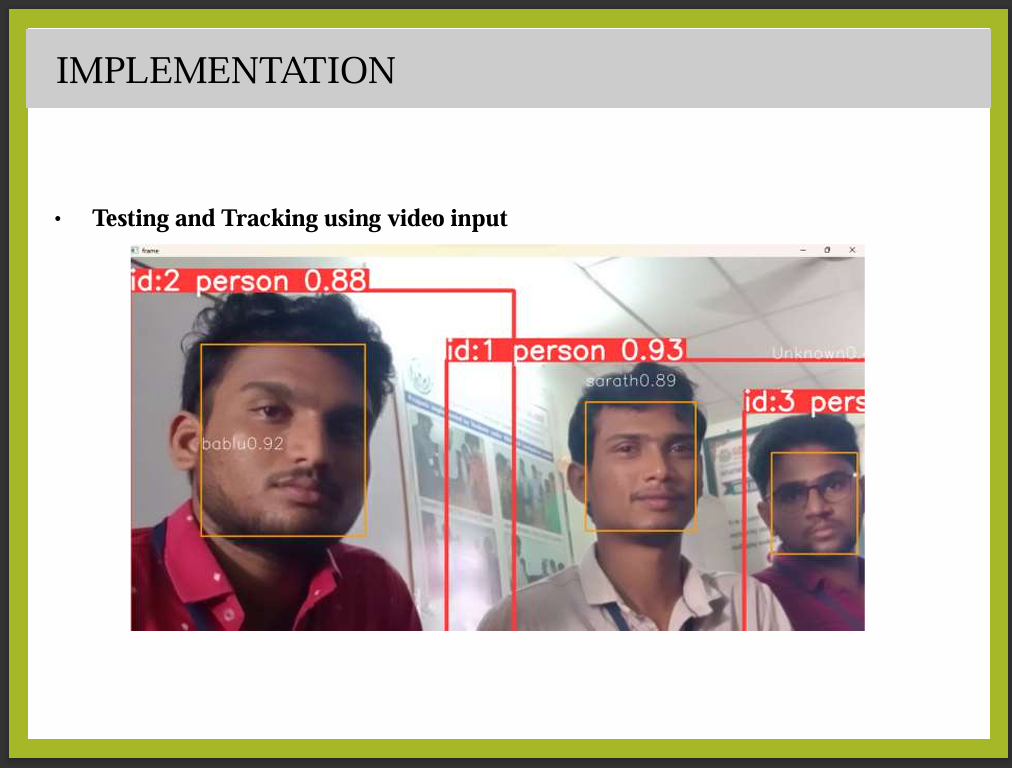 IMPLEMENTATION
• Testing and Tracking using video input
frame
id:2 person 0.88
id:1 person 0.93
Unknown0.
sarath0.89
id:3 pers
bablu0.92